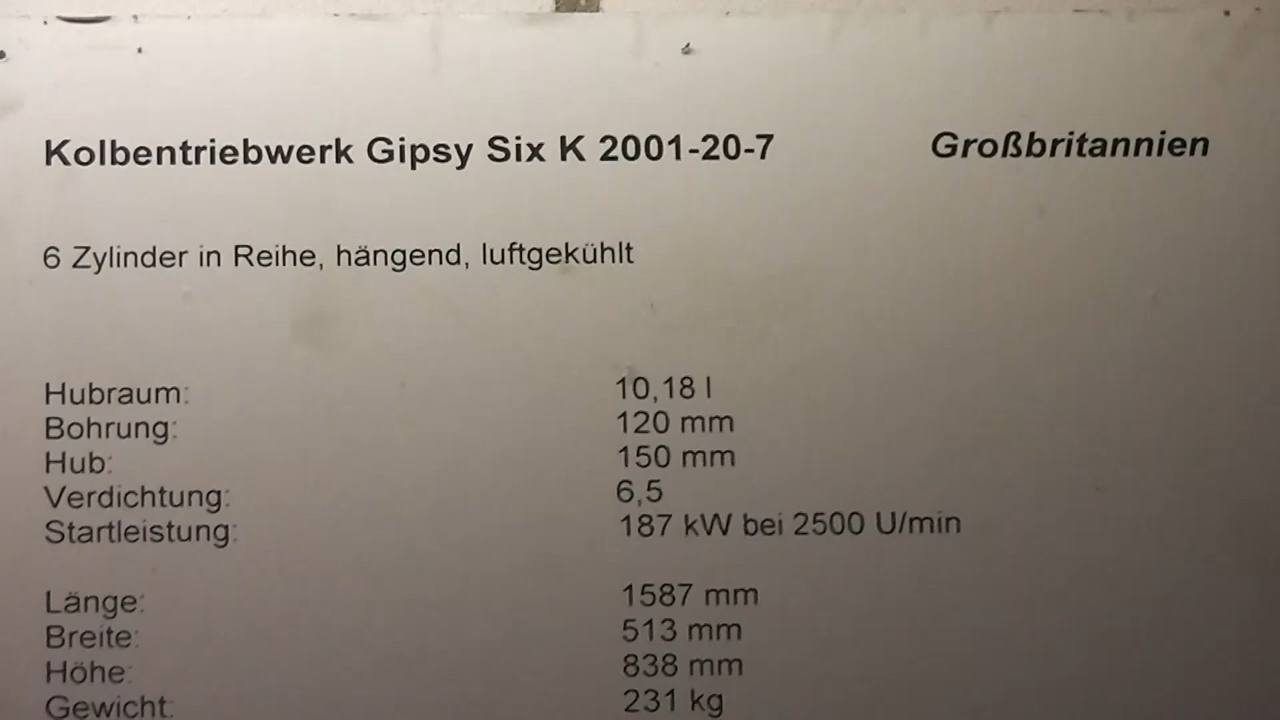 Kolbentriebwerk Gipsy Six K 2001-20-7 Großbritannien
6 Zylinder in Reihe, hängend, luftgekühlt
Hubraum: 10,18 l
Bohrung: 120 mm
Hub: 150 mm
Verdichtung: 6,5
Startleistung: 187 kW bei 2500 U/min
Länge: 1587 mm
Breite: 513 mm
Höhe: 838 mm
Gewicht: 231 kg